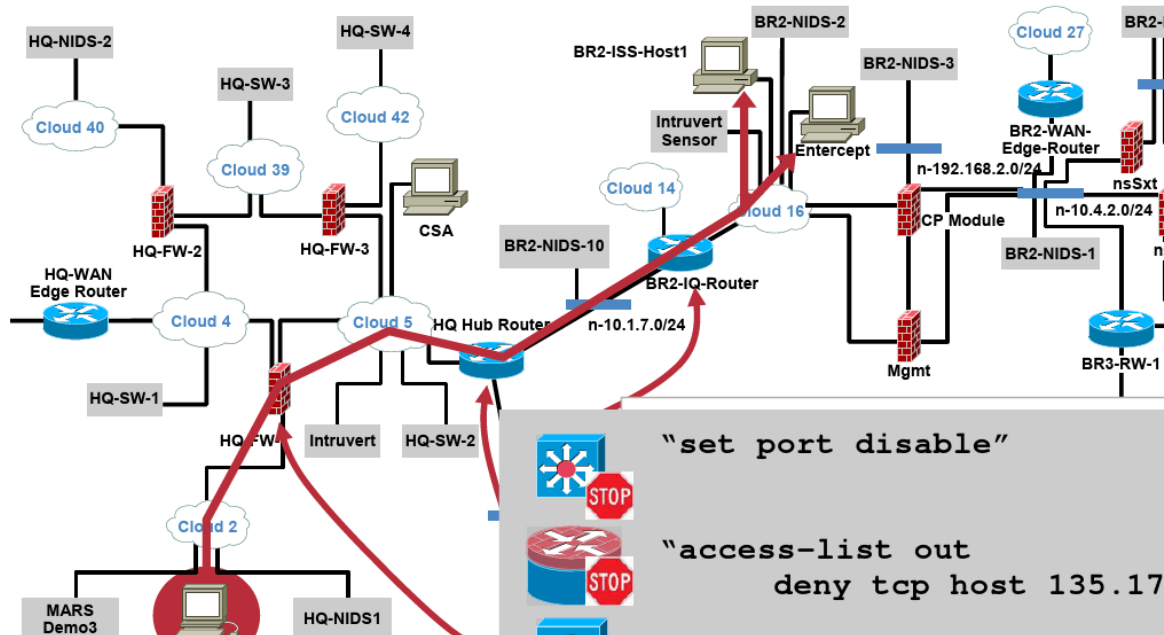 BR2-NIDS-2
HQ-SW-4
Cloud 27
HQ-NIDS-2
BR2-ISS-Host1
BR2-NIDS-3
HQ-SW-3
Cloud 42
Intruvert
Sensor
Cloud 40
BR2-WAN-
Edge-Router
Entercept
Cloud 39
n-192.168.2.0/24
nsSxt
Cloud 14
Cloud 16
n-10.4.2.0/24
CP Module
CSA
HQ-FW-2
HQ-FW-3
BR2-NIDS-10
BR2-NIDS-1
HQ-WAN
Edge Router
BR2-IQ-Router
Cloud 4
Cloud 5
HQ Hub Router
n-10.1.7.0/24
BR3-RW-1
Mgmt
HQ-SW-1
HQ-FW-
Intruvert
HQ-SW-2
“set port disable”
STOP
Cloud 2
“access-list out
deny tcp host 135.17
STOP
MARS
Demo3
HQ-NIDS1